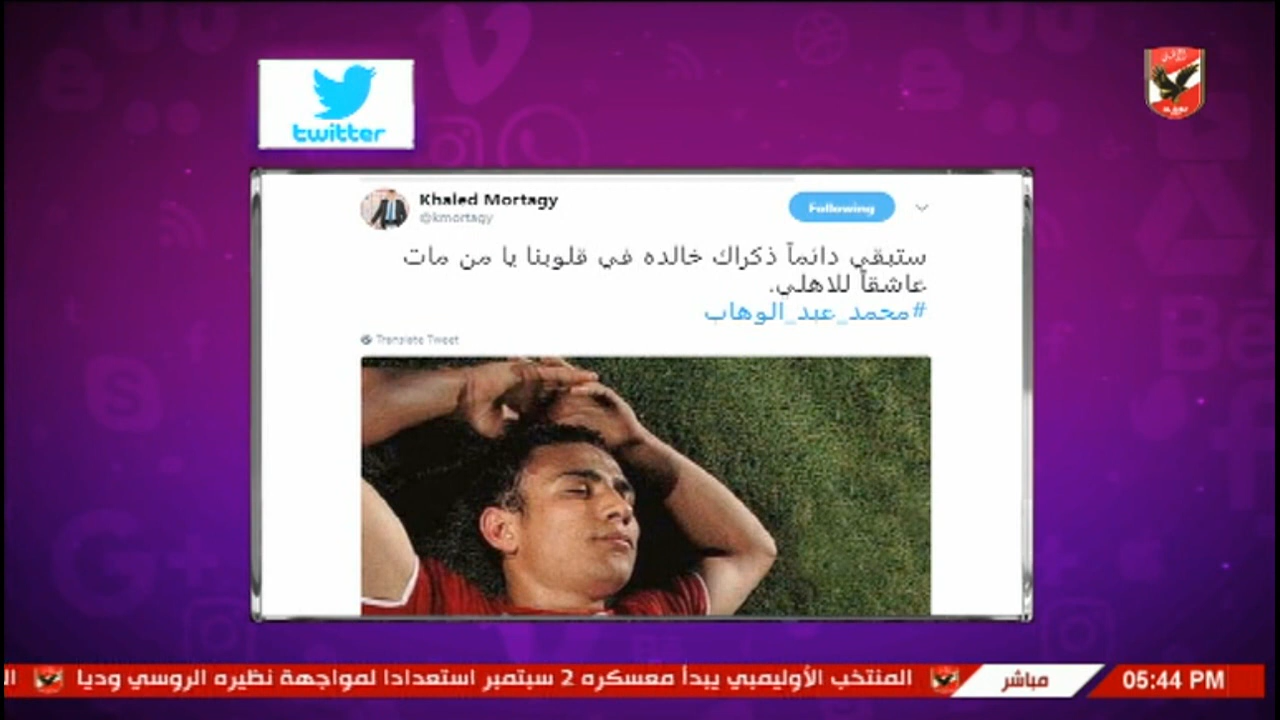 twitter
Khaled Mortagy
@kmortagy
Following
ستبقي دائماً ذكراك خالده في قلوبنا يا من مات
عاشقاً للاهلي.
#محمد_عبد_الوهاب
Translate Tweet
05:44 PM
مباشر
المنتخب الأوليمبي يبدأ معسكره 2 سبتمبر استعدادا لمواجهة نظيره الروسي وديا